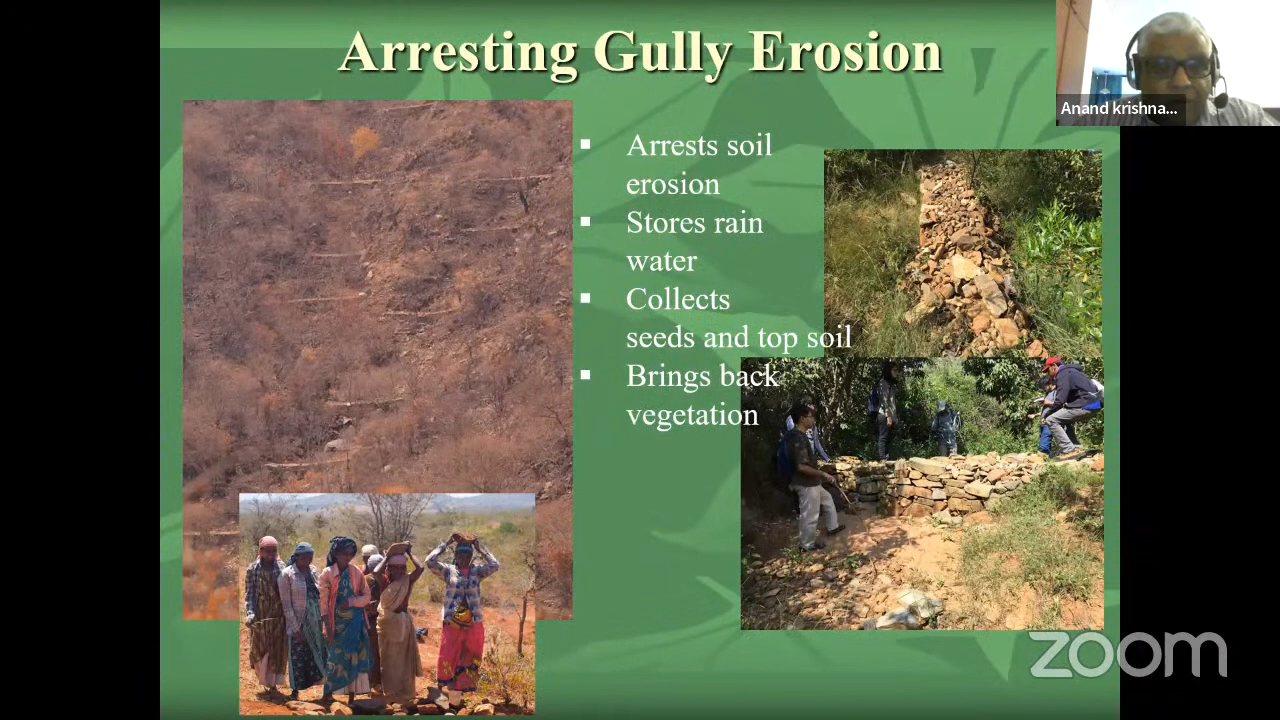 Arresting Gully Erosion
Anand krishna...
▪ Arrests soil
erosion
▪ Stores rain
water
▪ Collects
seeds and top soil
▪ Brings back
vegetation
zoom